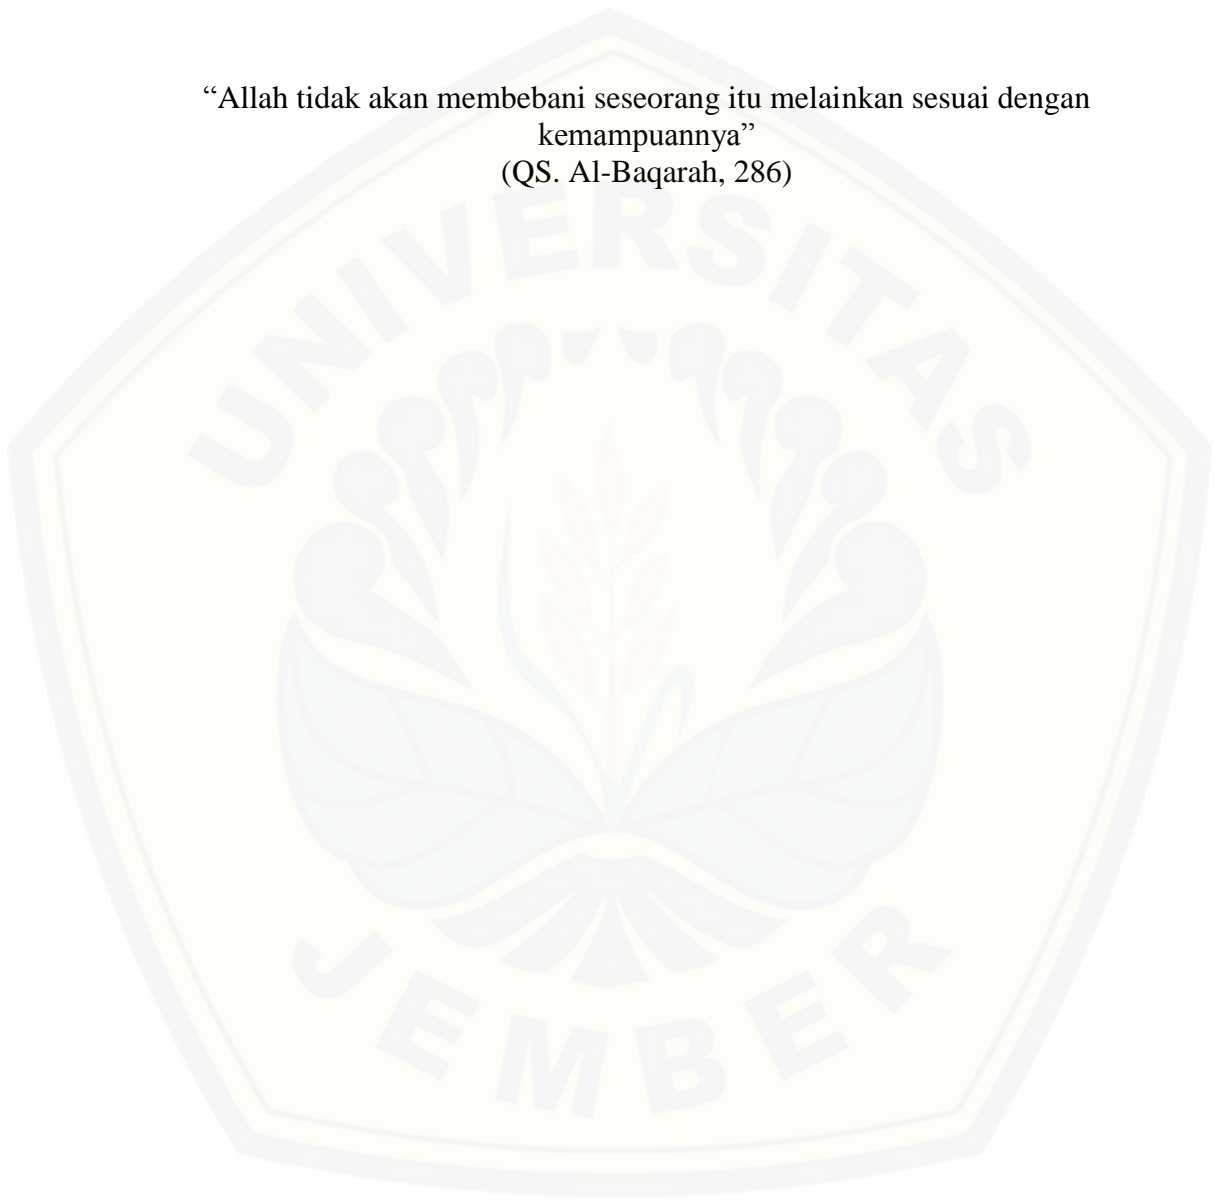 “Allah tidak akan membebani seseorang itu melainkan sesuai dengan
kemampuannya”
(QS. Al-Baqarah, 286)
UNIVERSITAS
JEMBER